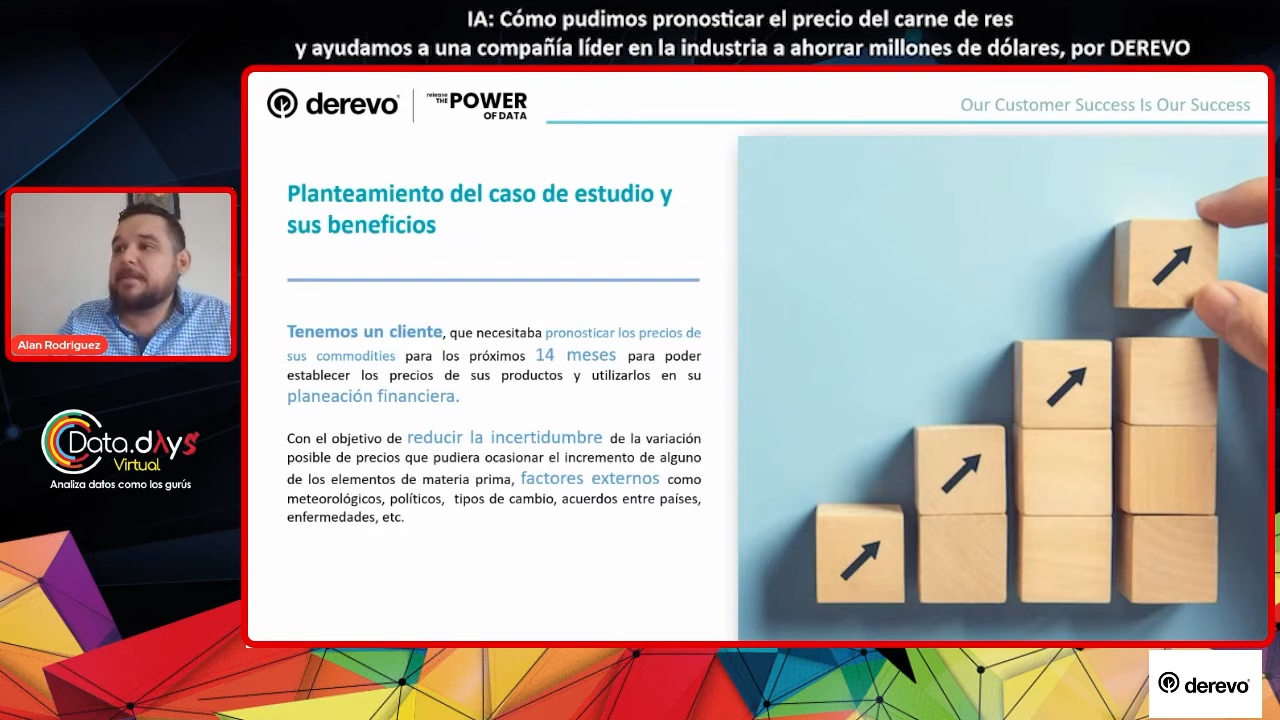 IA: Cómo pudimos pronosticar el precio del carne de res
y ayudamos a una compañía líder en la industria a ahorrar millones de dólares, por DEREVO
derevo
release
THE POWER
OF DATA
Our Customer Success Is Our Success
Planteamiento del caso de estudio y
sus beneficios
Tenemos un cliente, que necesitaba pronosticar los precios de
sus commodities para los próximos 14 meses para poder
establecer los precios de sus productos y utilizarlos en su
planeación financiera.
Con el objetivo de reducir la incertidumbre de la variación
posible de precios que pudiera ocasionar el incremento de alguno
de los elementos de materia prima, factores externos como
meteorológicos, políticos, tipos de cambio, acuerdos entre países,
enfermedades, etc.
Alan Rodriguez
Data.dAys
Virtual
Analiza datos como los gurús
derevo